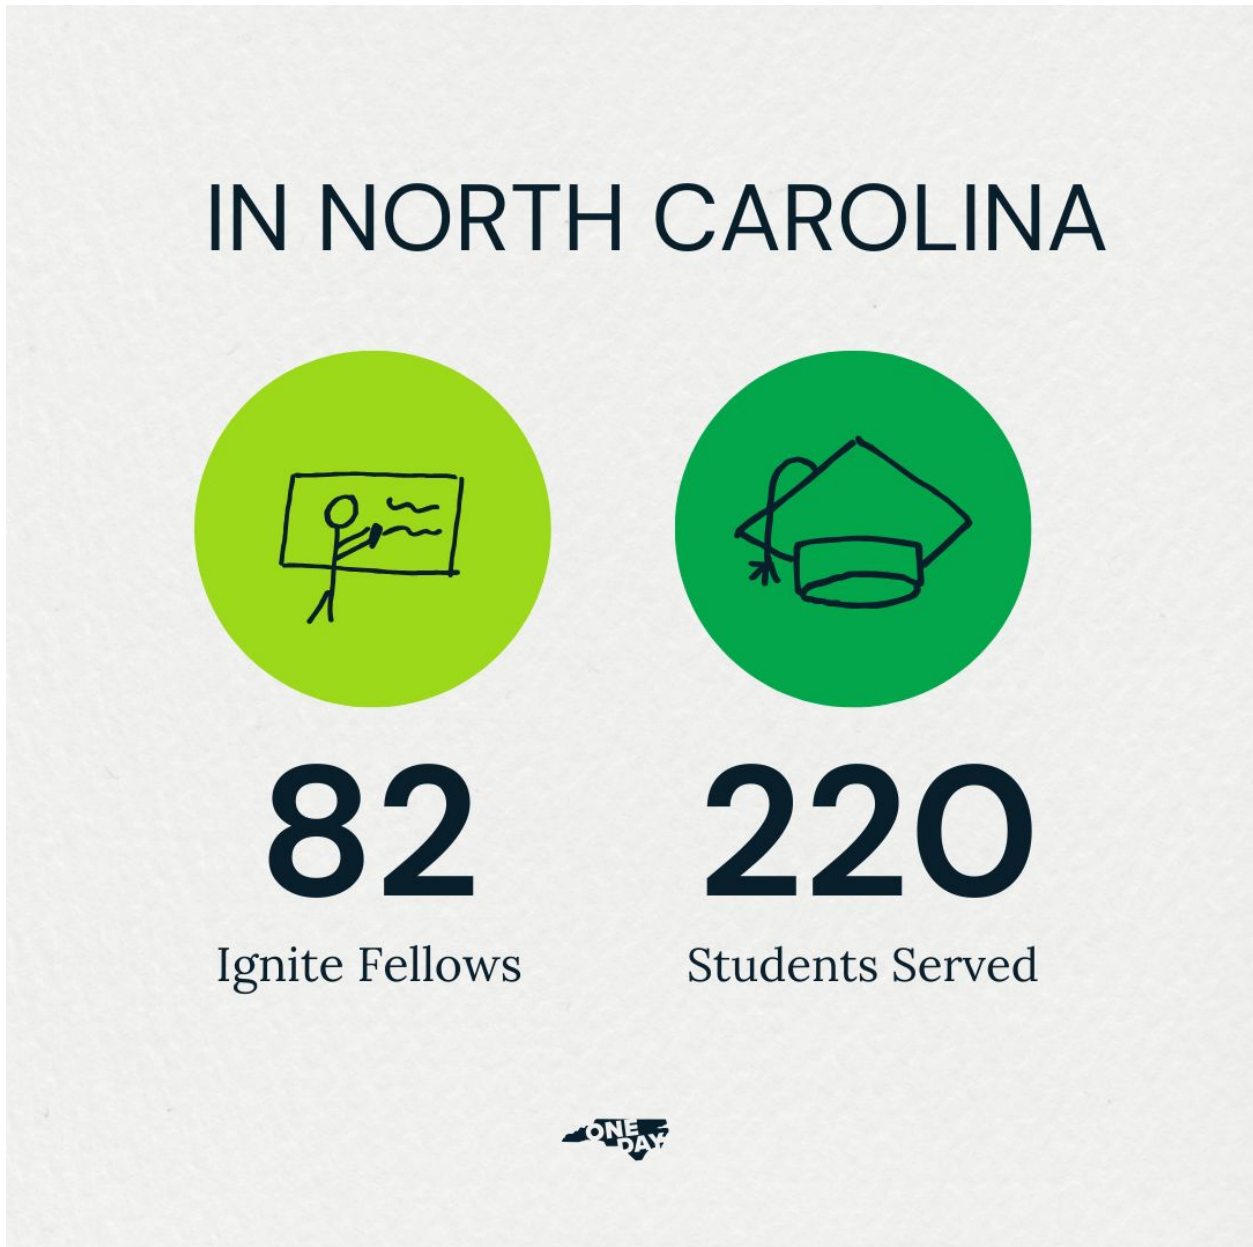 IN NORTH CAROLINA
82
220
Ignite Fellows
Students Served
ONE
DAY